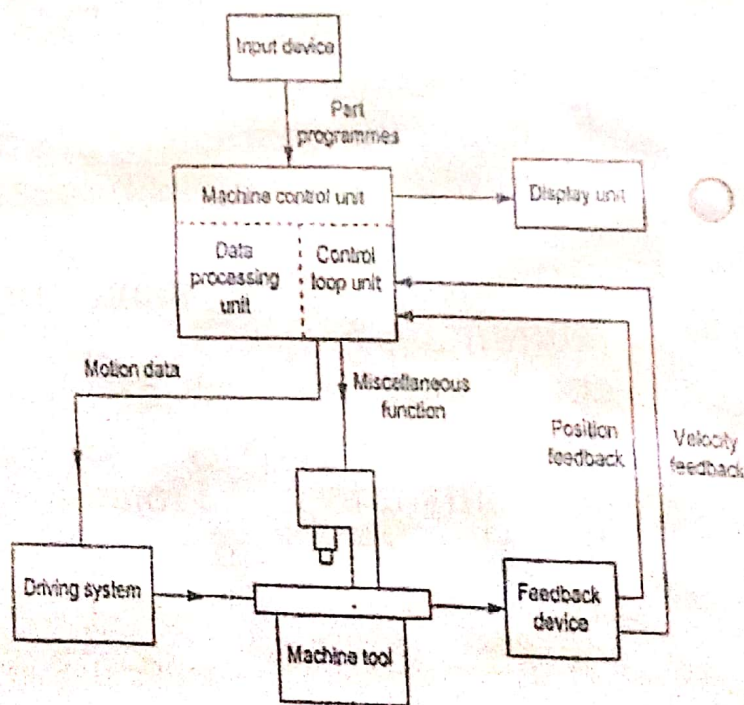 Input device
Part
programmes
Machine control unit
Display unit
Data
processing
unit
Control
loop unit
Motion data
Miscellaneous
function
Position
feedback
Velocity
feedback
Driving system
Machine tool
Feedback
device